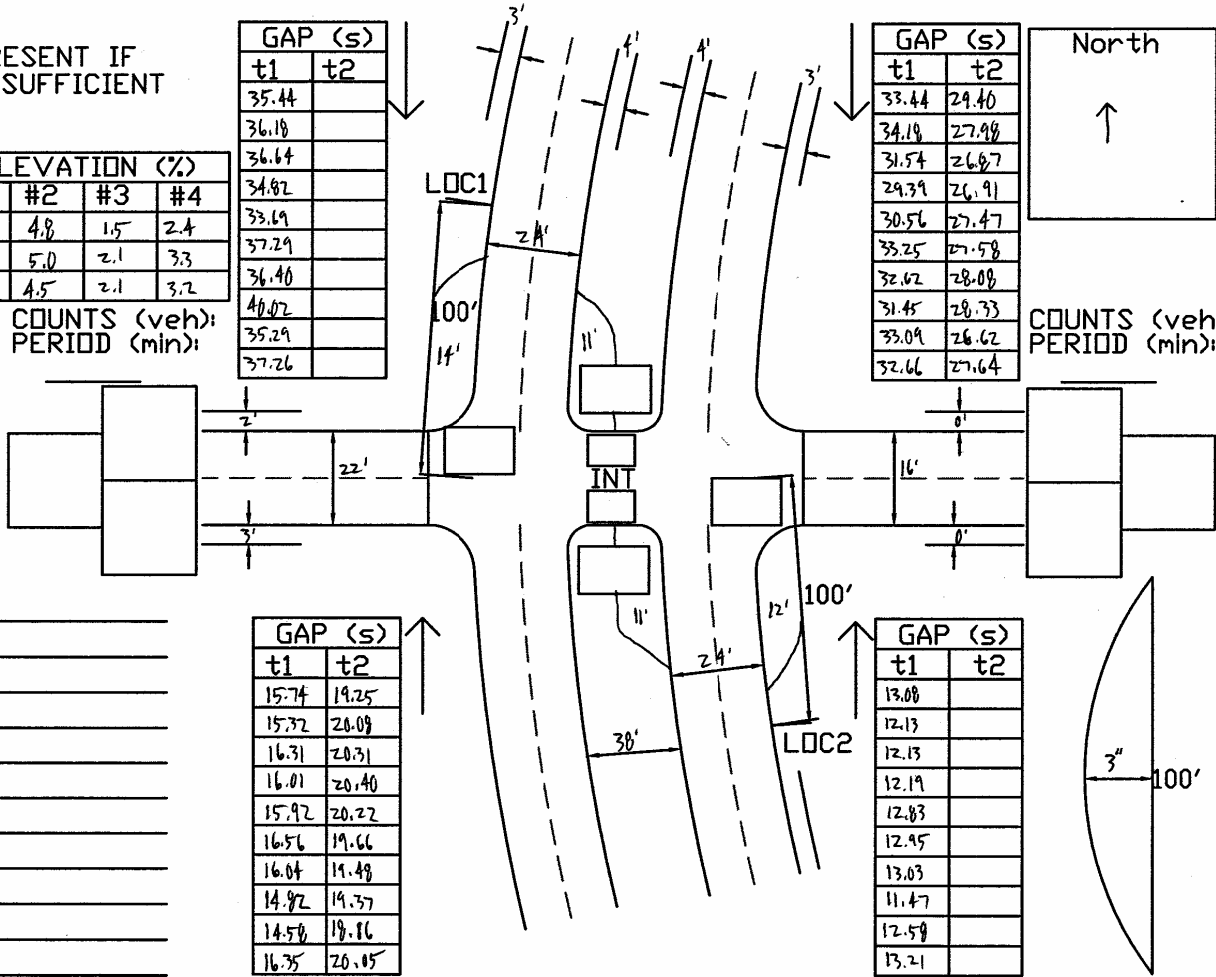 RESENT IF
SUFFICIENT
LEVATION (%)
#2 #3 #4
4.8 1.5 2.4
5.0 2.1 3.3
4.5 2.1 3.2
COUNTS (veh):
PERIOD (min):
GAP (s)
t1 t2
35.44
36.18
36.64
34.82
33.69
37.29
36.40
40.02
35.29
37.26
3'
4'
4'
3'
LOC1
24'
100'
14'
11'
GAP (s)
t1 t2
33.44 29.40
34.18 27.98
31.54 26.87
29.39 26.91
30.56 27.47
33.25 27.58
32.62 28.08
31.45 28.33
33.09 26.62
32.66 27.64
North
COUNTS (veh
PERIOD (min):
2'
22'
3'
INT
0'
16'
0'
11'
12'
100'
24'
38'
LOC2
GAP (s)
t1 t2
15.74 19.25
15.32 20.08
16.31 20.31
16.01 20.40
15.92 20.22
16.56 19.66
16.04 19.48
14.82 19.37
14.58 18.86
16.35 20.05
GAP (s)
t1 t2
13.08
12.13
12.13
12.19
12.83
12.95
13.03
11.47
12.58
13.21
3"
100'